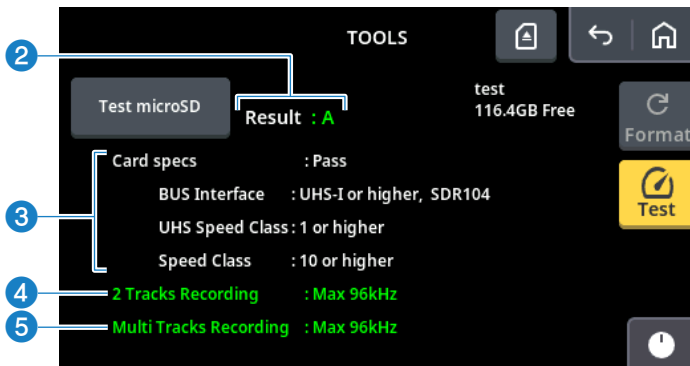 TOOLS
2
Test microSD
Result : A
test
116.4GB Free
Format
3
Card specs : Pass
BUS Interface : UHS-I or higher, SDR104
UHS Speed Class : 1 or higher
Speed Class : 10 or higher
Test
4
2 Tracks Recording : Max 96kHz
5
Multi Tracks Recording : Max 96kHz